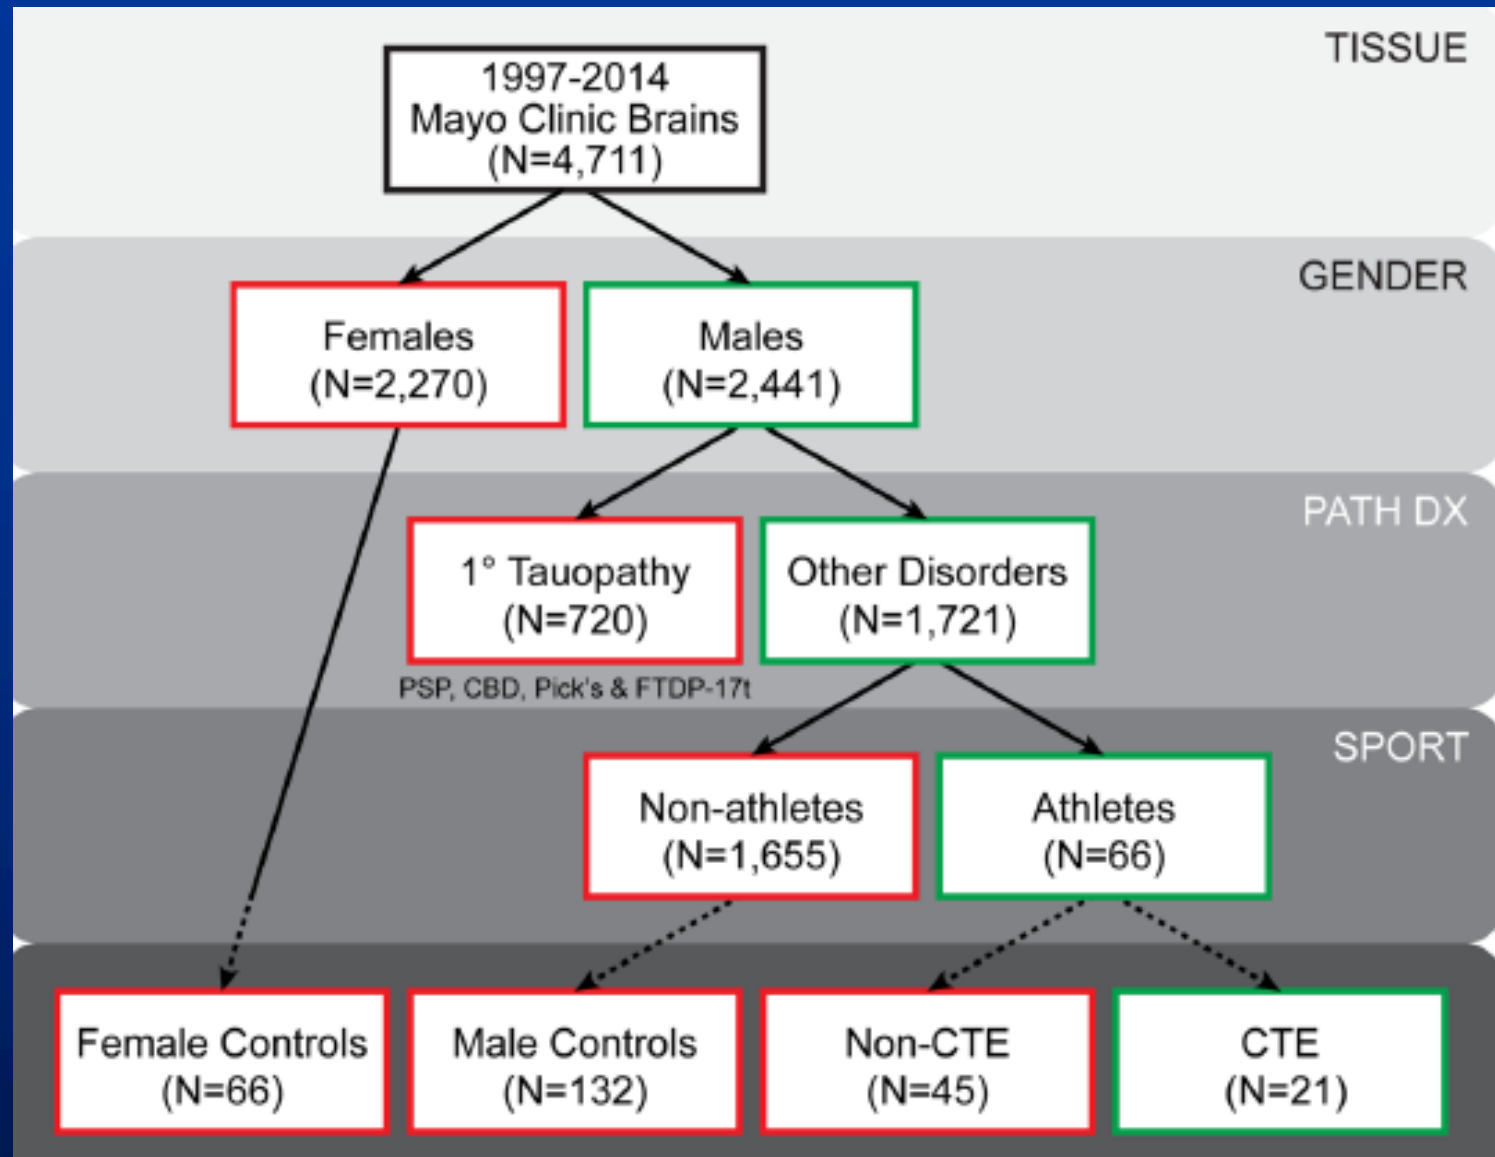 TISSUE
1997-2014
Mayo Clinic Brains
(N=4,711)
GENDER
Females
(N=2,270)
Males
(N=2,441)
PATH DX
1° Tauopathy
(N=720)
PSP, CBD, Pick's & FTDP-17t
Other Disorders
(N=1,721)
SPORT
Non-athletes
(N=1,655)
Athletes
(N=66)
Female Controls
(N=66)
Male Controls
(N=132)
Non-CTE
(N=45)
CTE
(N=21)